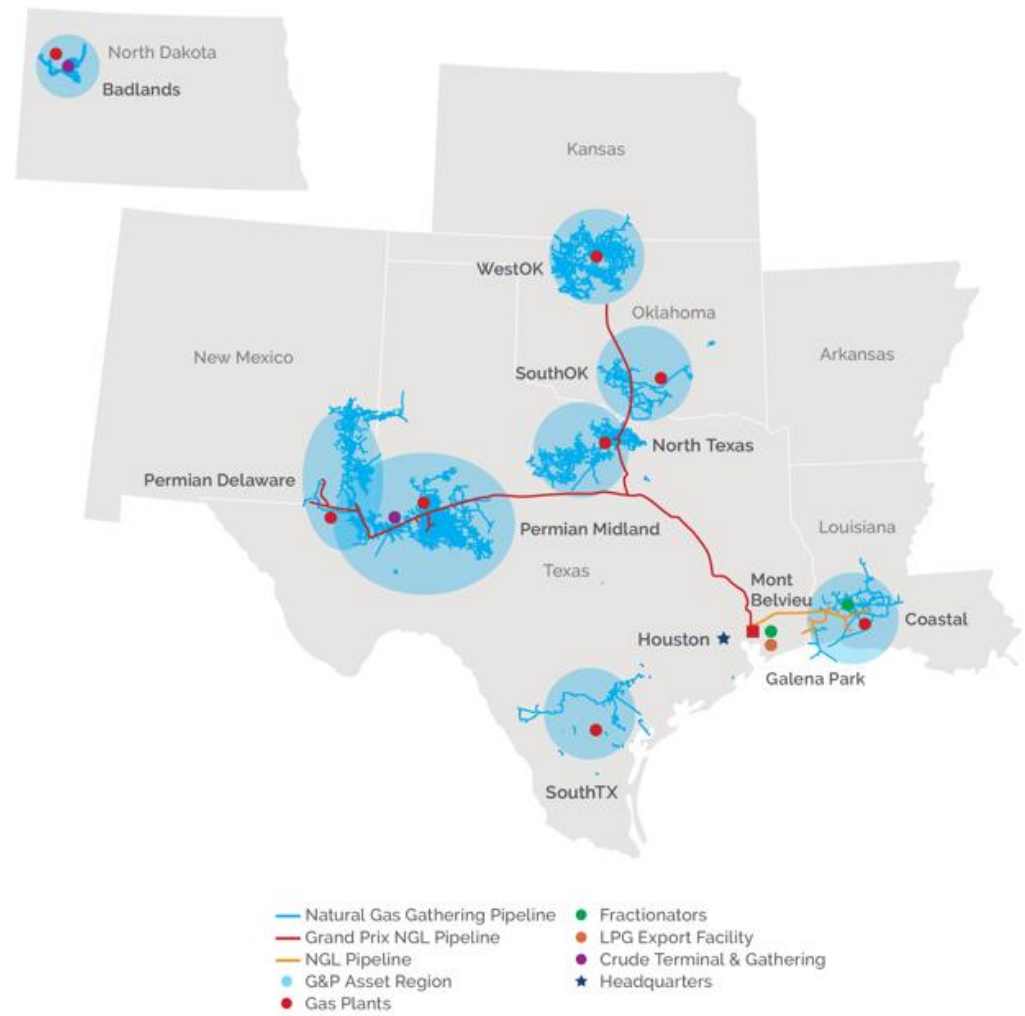 North Dakota
Badlands
Kansas
WestOK
Oklahoma
New Mexico
Arkansas
SouthOK
North Texas
Permian Delaware
Permian Midland
Louisiana
Texas
Mont
Belvieu
Coastal
Houston
Galena Park
SouthTX
Natural Gas Gathering Pipeline
Grand Prix NGL Pipeline
NGL Pipeline
G&P Asset Region
Gas Plants
Fractionators
LPG Export Facility
Crude Terminal & Gathering
Headquarters